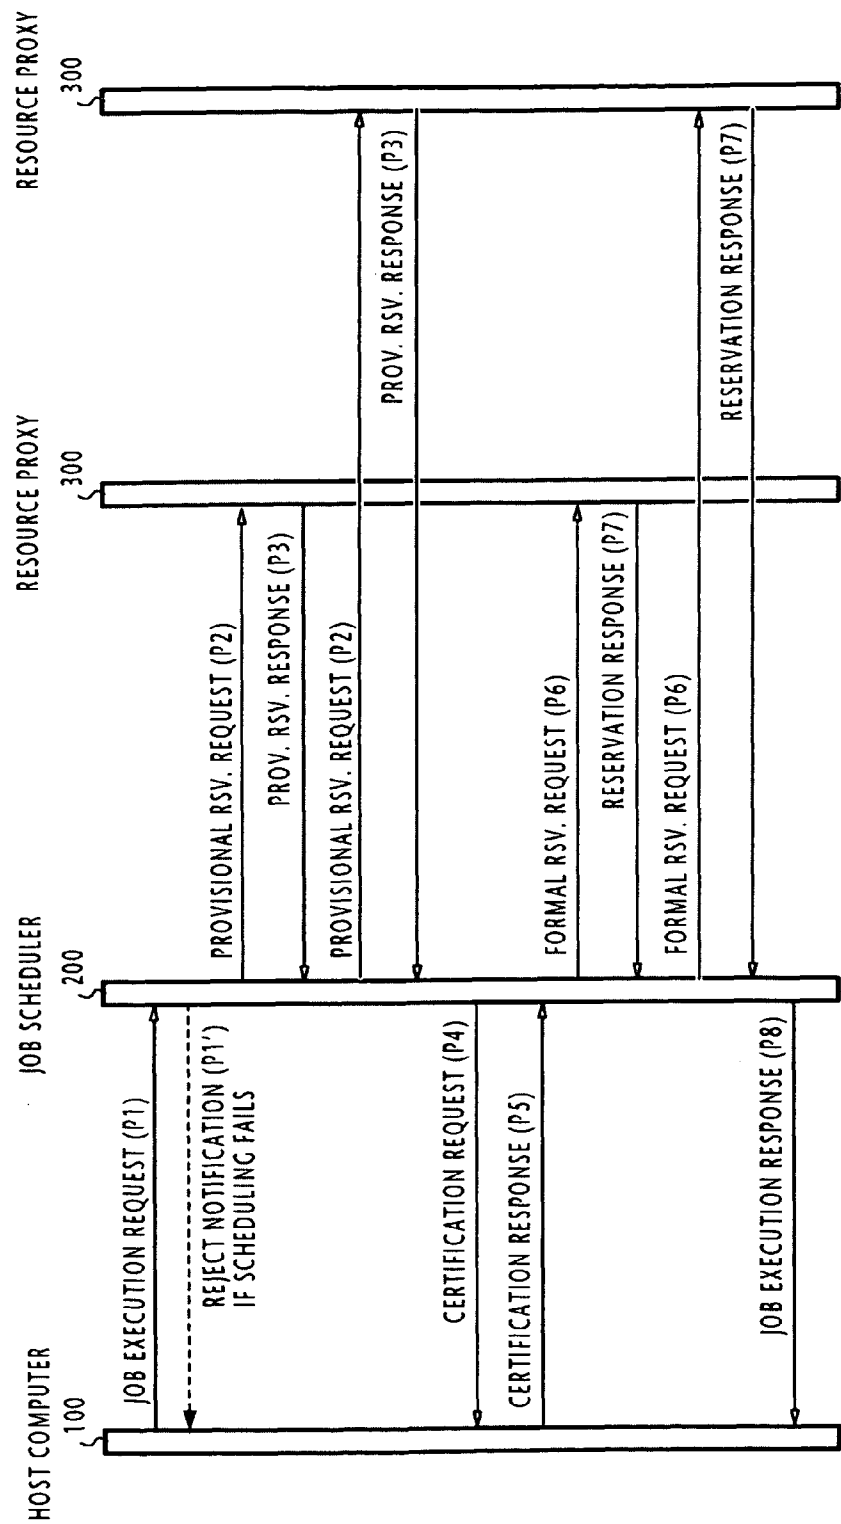 HOST COMPUTER
100
JOB SCHEDULER
200
RESOURCE PROXY
300
RESOURCE PROXY
300
JOB EXECUTION REQUEST (P1)
REJECT NOTIFICATION (P1')
IF SCHEDULING FAILS
PROVISIONAL RSV. REQUEST (P2)
PROV. RSV. RESPONSE (P3)
PROVISIONAL RSV. REQUEST (P2)
PROV. RSV. RESPONSE (P3)
CERTIFICATION REQUEST (P4)
CERTIFICATION RESPONSE (P5)
FORMAL RSV. REQUEST (P6)
RESERVATION RESPONSE (P7)
FORMAL RSV. REQUEST (P6)
RESERVATION RESPONSE (P7)
JOB EXECUTION RESPONSE (P8)